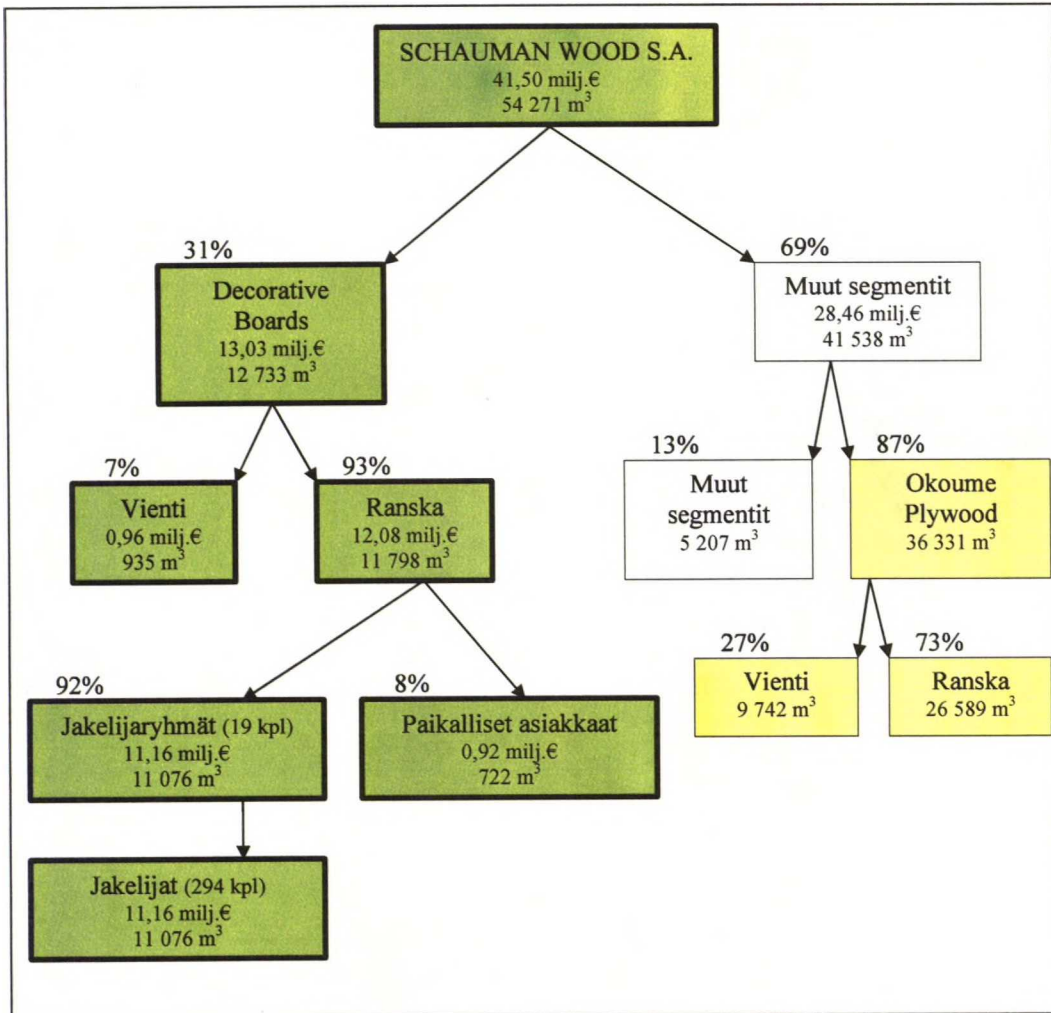 SCHAUMAN WOOD S.A.
41,50 milj.€
54 271 m³
31%
Decorative
Boards
13,03 milj.€
12 733 m³
69%
Muut segmentit
28,46 milj.€
41 538 m³
7%
Vienti
0,96 milj.€
935 m³
93%
Ranska
12,08 milj.€
11 798 m³
13%
Muut
segmentit
5 207 m³
87%
Okoume
Plywood
36 331 m³
27%
Vienti
9 742 m³
73%
Ranska
26 589 m³
92%
Jakelijaryhmät (19 kpl)
11,16 milj.€
11 076 m³
8%
Paikalliset asiakkaat
0,92 milj.€
722 m³
Jakelijat (294 kpl)
11,16 milj.€
11 076 m³